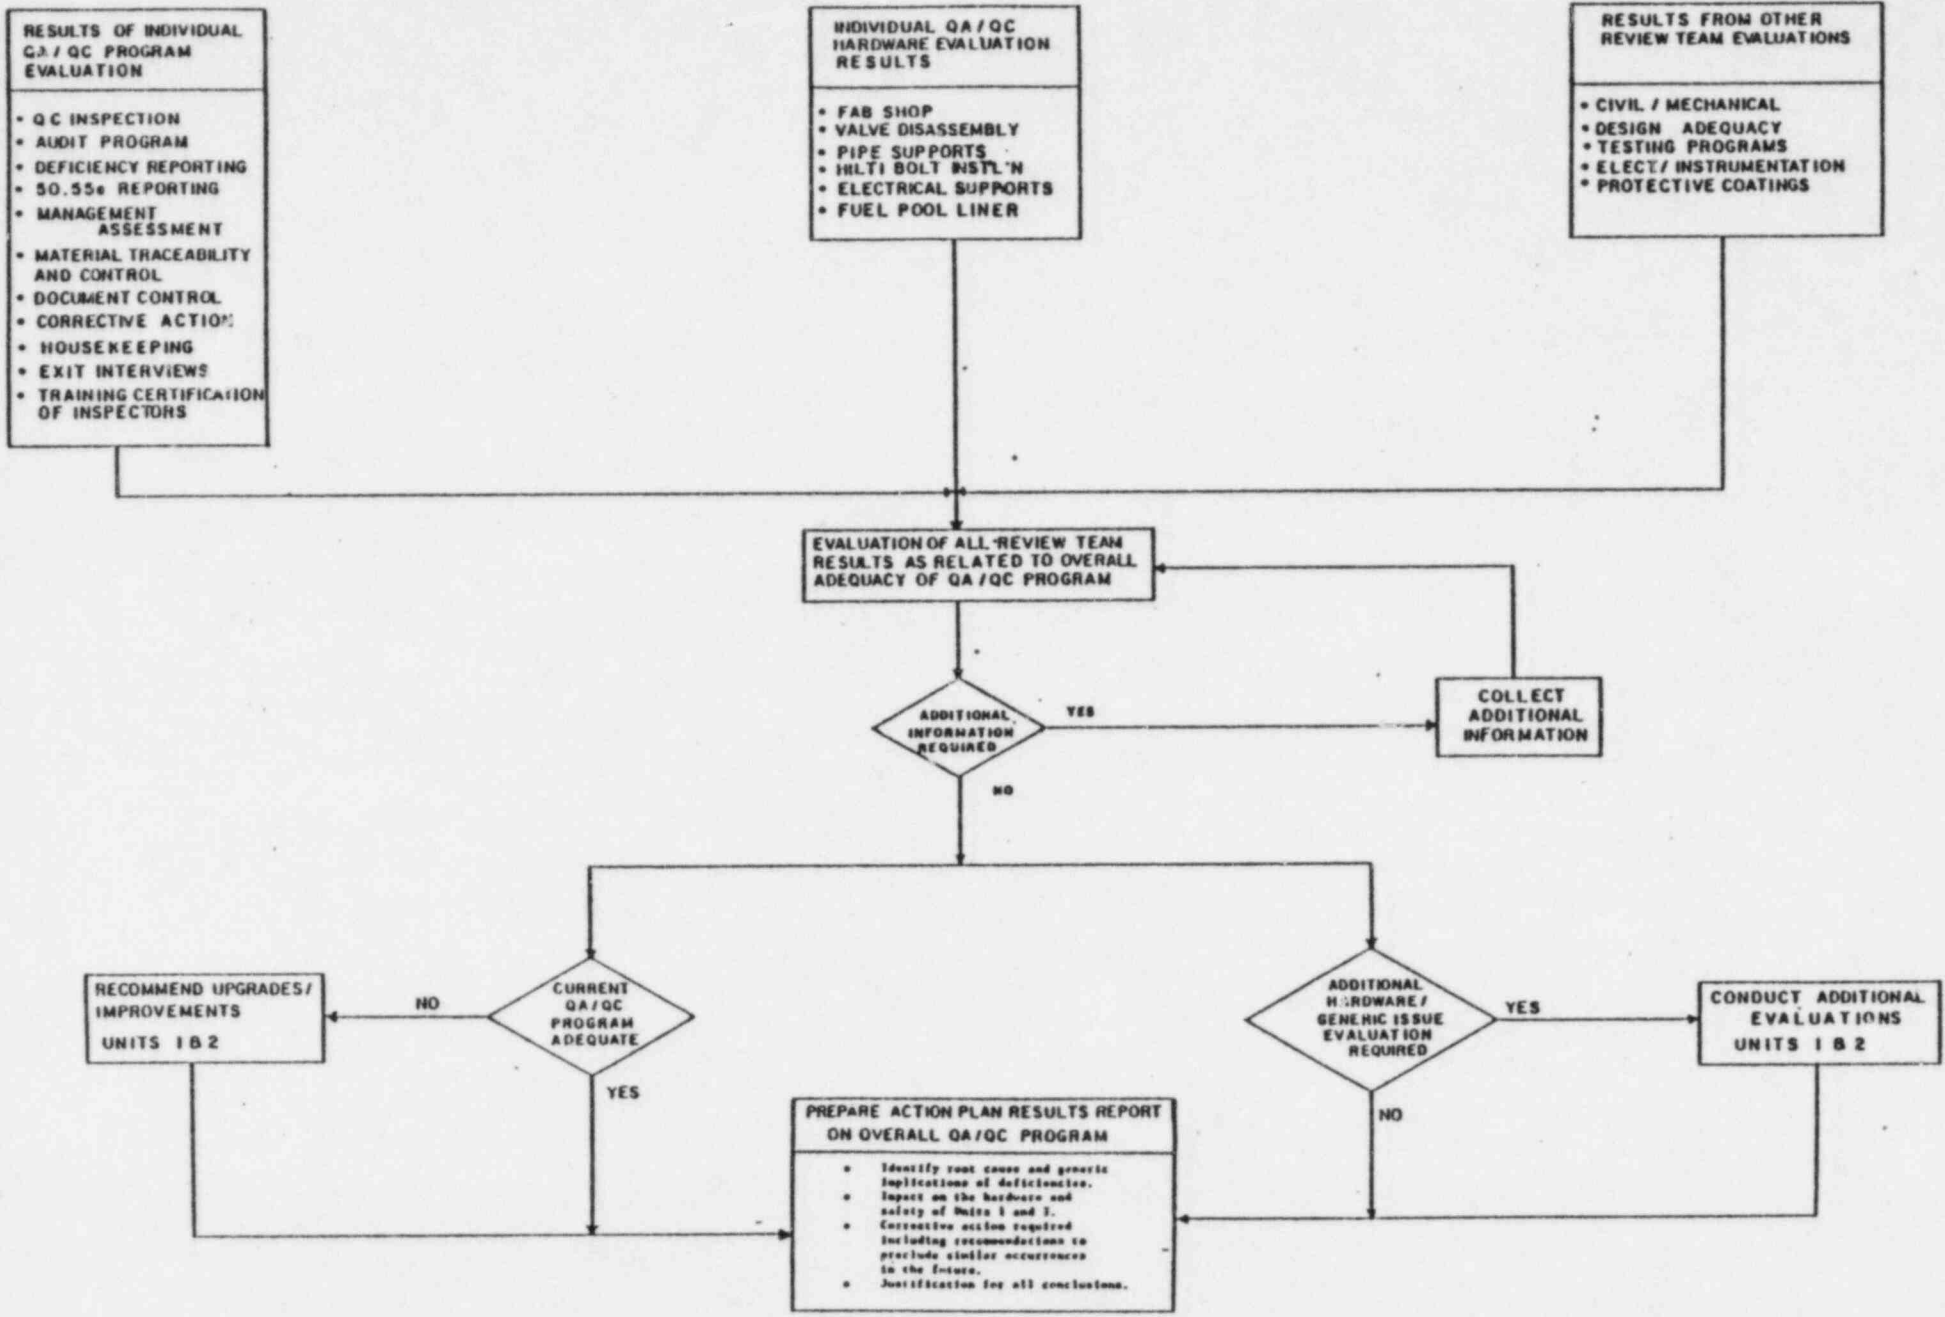 RESULTS OF INDIVIDUAL
QA / QC PROGRAM
EVALUATION
• QC INSPECTION
• AUDIT PROGRAM
• DEFICIENCY REPORTING
• 50.55e REPORTING
• MANAGEMENT
ASSESSMENT
• MATERIAL TRACEABILITY
AND CONTROL
• DOCUMENT CONTROL
• CORRECTIVE ACTION
• HOUSEKEEPING
• EXIT INTERVIEWS
• TRAINING CERTIFICATION
OF INSPECTORS
INDIVIDUAL QA / QC
HARDWARE EVALUATION
RESULTS
• FAB SHOP
• VALVE DISASSEMBLY
• PIPE SUPPORTS
• HILTI BOLT INSTL'N
• ELECTRICAL SUPPORTS
• FUEL POOL LINER
RESULTS FROM OTHER
REVIEW TEAM EVALUATIONS
• CIVIL / MECHANICAL
• DESIGN ADEQUACY
• TESTING PROGRAMS
• ELECT / INSTRUMENTATION
• PROTECTIVE COATINGS
EVALUATION OF ALL REVIEW TEAM
RESULTS AS RELATED TO OVERALL
ADEQUACY OF QA / QC PROGRAM
ADDITIONAL
INFORMATION
REQUIRED
YES
COLLECT
ADDITIONAL
INFORMATION
NO
CURRENT
QA / QC
PROGRAM
ADEQUATE
NO
RECOMMEND UPGRADES /
IMPROVEMENTS
UNITS 1 & 2
YES
ADDITIONAL
HARDWARE /
GENERIC ISSUE
EVALUATION
REQUIRED
YES
CONDUCT ADDITIONAL
EVALUATIONS
UNITS 1 & 2
NO
PREPARE ACTION PLAN RESULTS REPORT
ON OVERALL QA / QC PROGRAM
• Identify root cause and generic
implications of deficiencies.
• Impact on the hardware and
safety of Units 1 and 2.
• Corrective action required
including recommendations to
preclude similar occurrences
in the future.
• Justification for all conclusions.